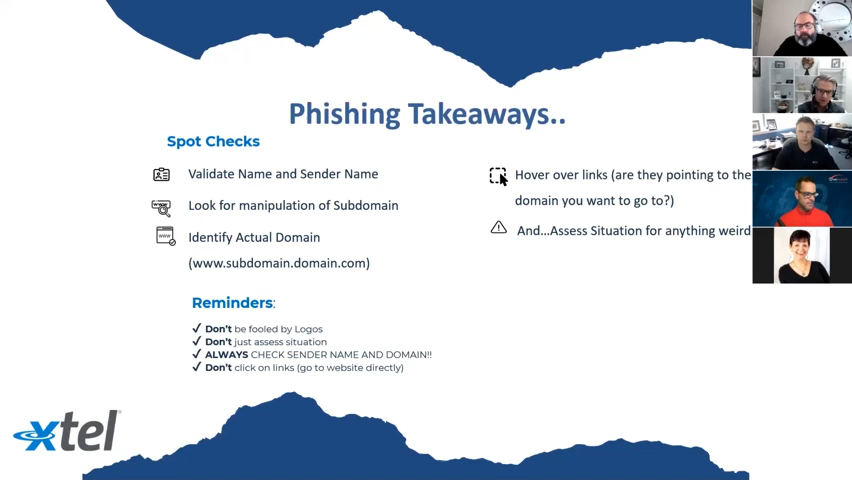 Phishing Takeaways..
Spot Checks
Validate Name and Sender Name
Look for manipulation of Subdomain
Identify Actual Domain
(www.subdomain.domain.com)
Hover over links (are they pointing to the
domain you want to go to?)
And...Assess Situation for anything weird
Reminders:
✓ Don't be fooled by Logos
✓ Don't just assess situation
✓ ALWAYS CHECK SENDER NAME AND DOMAIN!!
✓ Don't click on links (go to website directly)
xtel